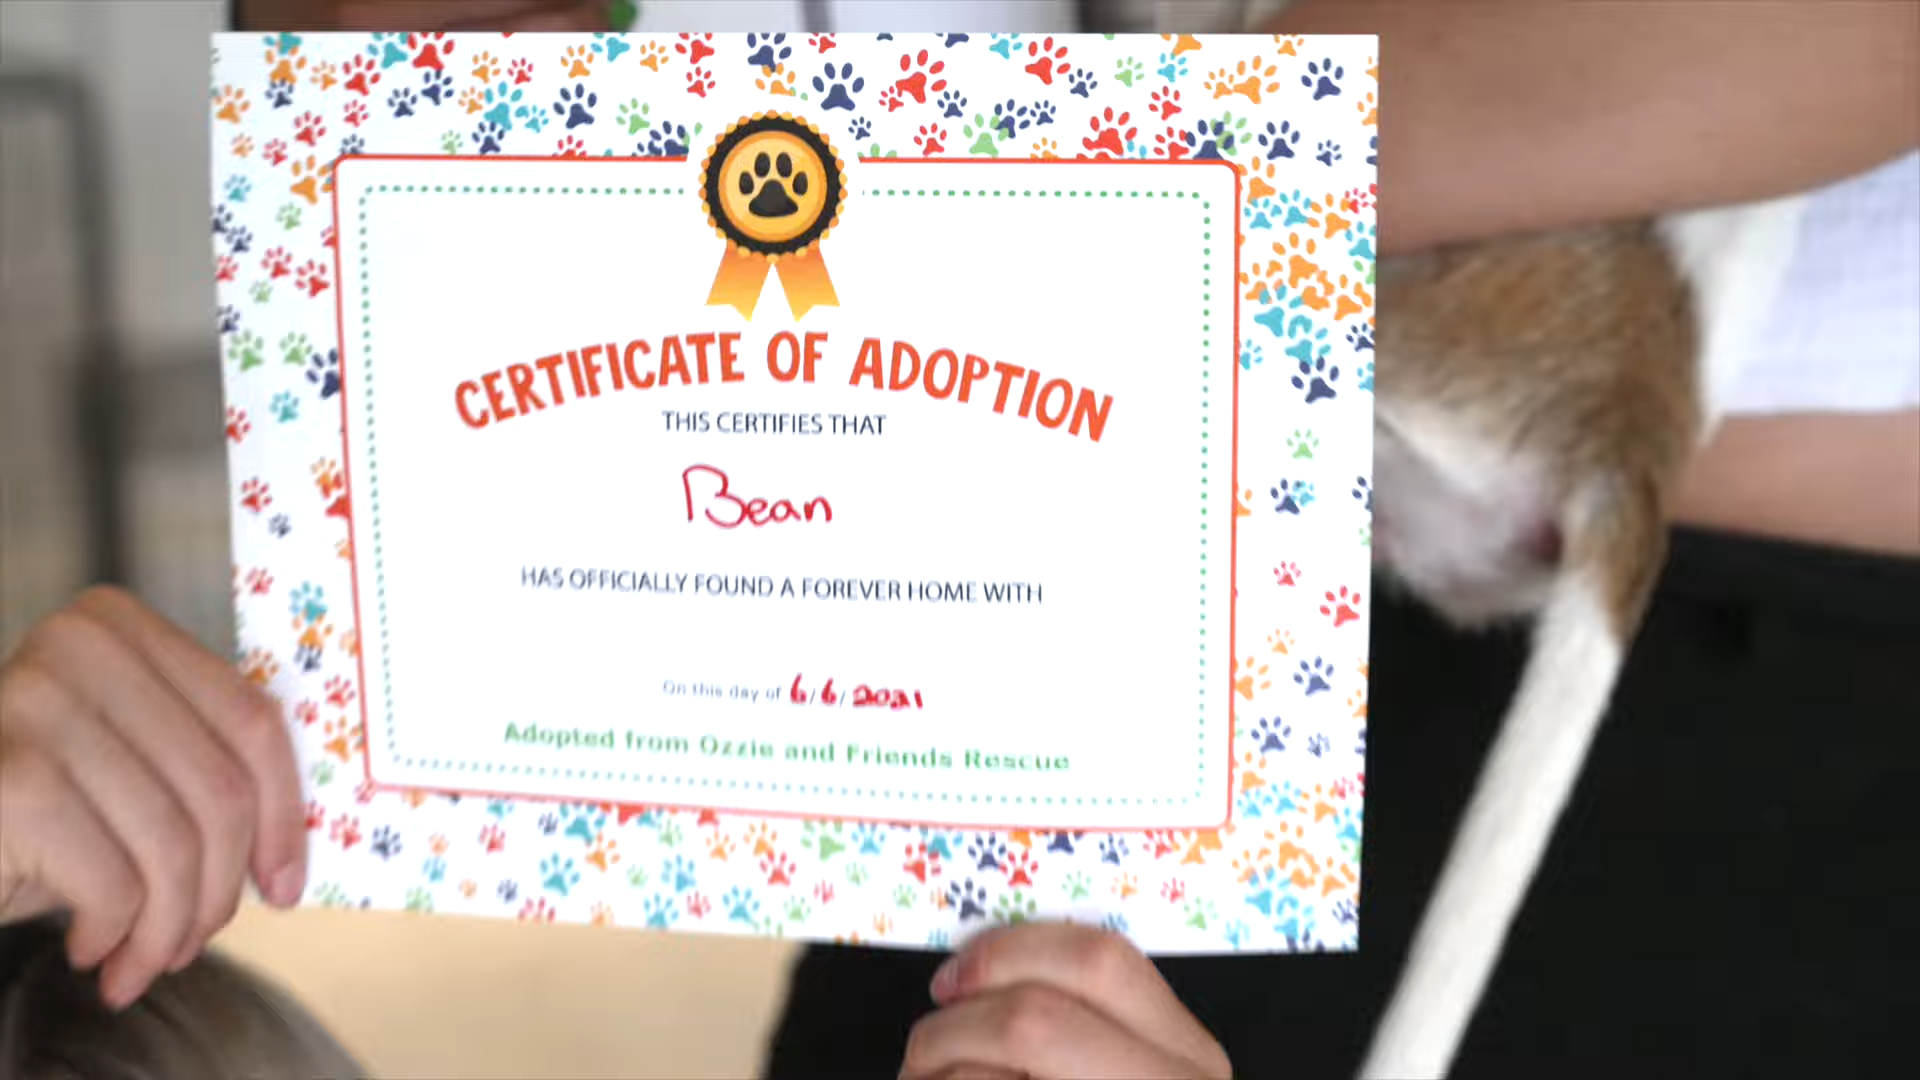 CERTIFICATE OF ADOPTION
THIS CERTIFIES THAT
Bean
HAS OFFICIALLY FOUND A FOREVER HOME WITH
On this day of 6/6/2021
Adopted from Ozzie and Friends Rescue